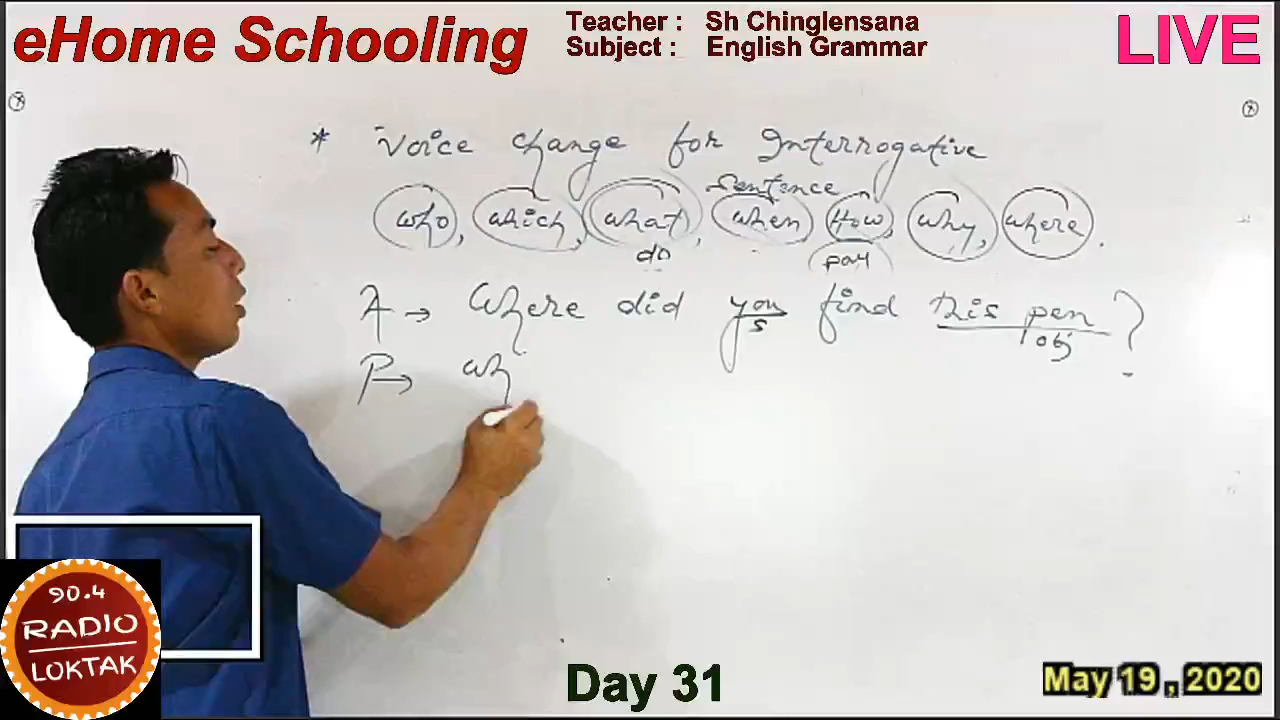 eHome Schooling
Teacher : Sh Chinglensana
Subject : English Grammar
LIVE
* Voice change for Interrogative
Sentence
who, which, what, when, How, why, where.
do
A → Where did you find this pen ?
s obj
P → wh
90.4
RADIO
LOKTAK
Day 31
May 19 , 2020